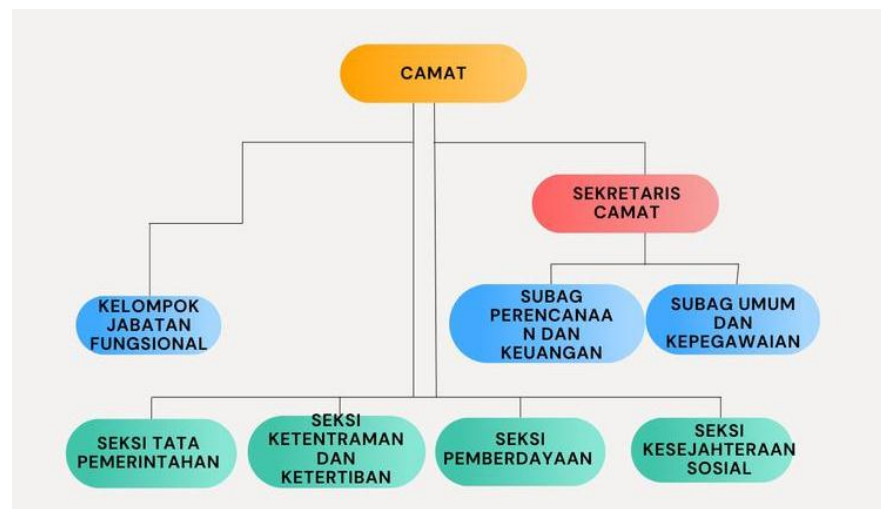 CAMAT
SEKRETARIS
CAMAT
KELOMPOK
JABATAN
FUNGSIONAL
SUBAG
PERENCANAA
N DAN
KEUANGAN
SUBAG UMUM
DAN
KEPEGAWAIAN
SEKSI TATA
PEMERINTAHAN
SEKSI
KETENTRAMAN
DAN
KETERTIBAN
SEKSI
PEMBERDAYAAN
SEKSI
KESEJAHTERAAN
SOSIAL